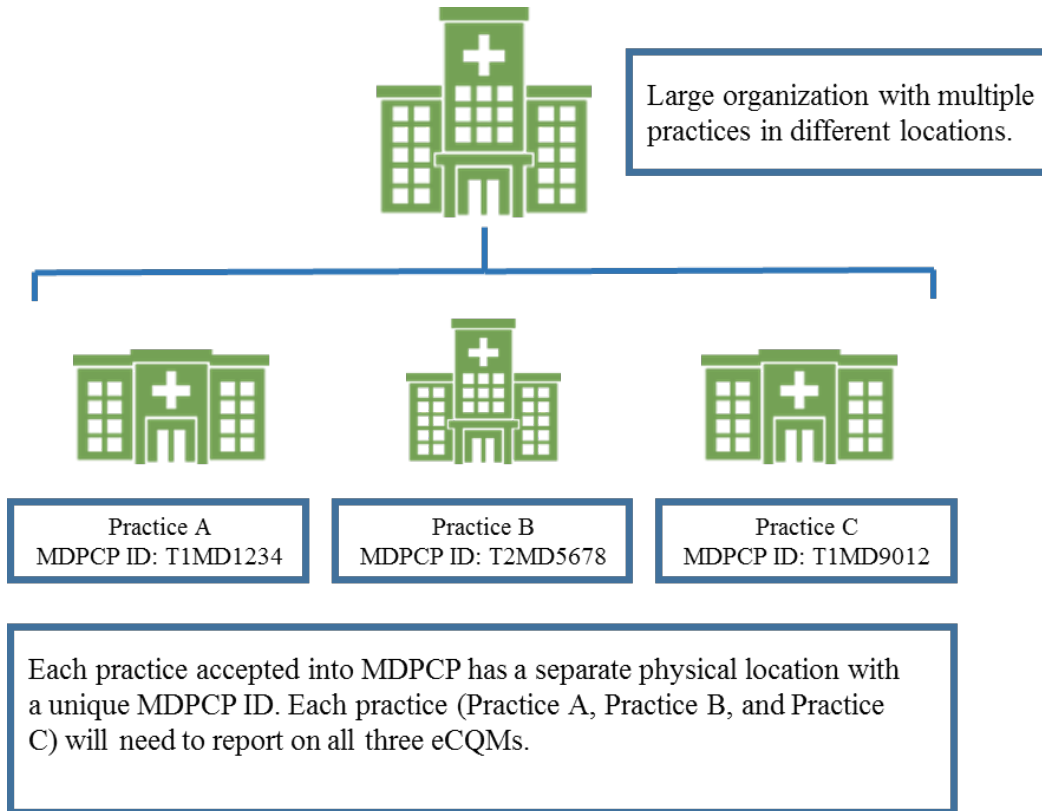 Large organization with multiple
practices in different locations.
Practice A
MDPCP ID: T1MD1234
Practice B
MDPCP ID: T2MD5678
Practice C
MDPCP ID: T1MD9012
Each practice accepted into MDPCP has a separate physical location with
a unique MDPCP ID. Each practice (Practice A, Practice B, and Practice
C) will need to report on all three eCQMs.